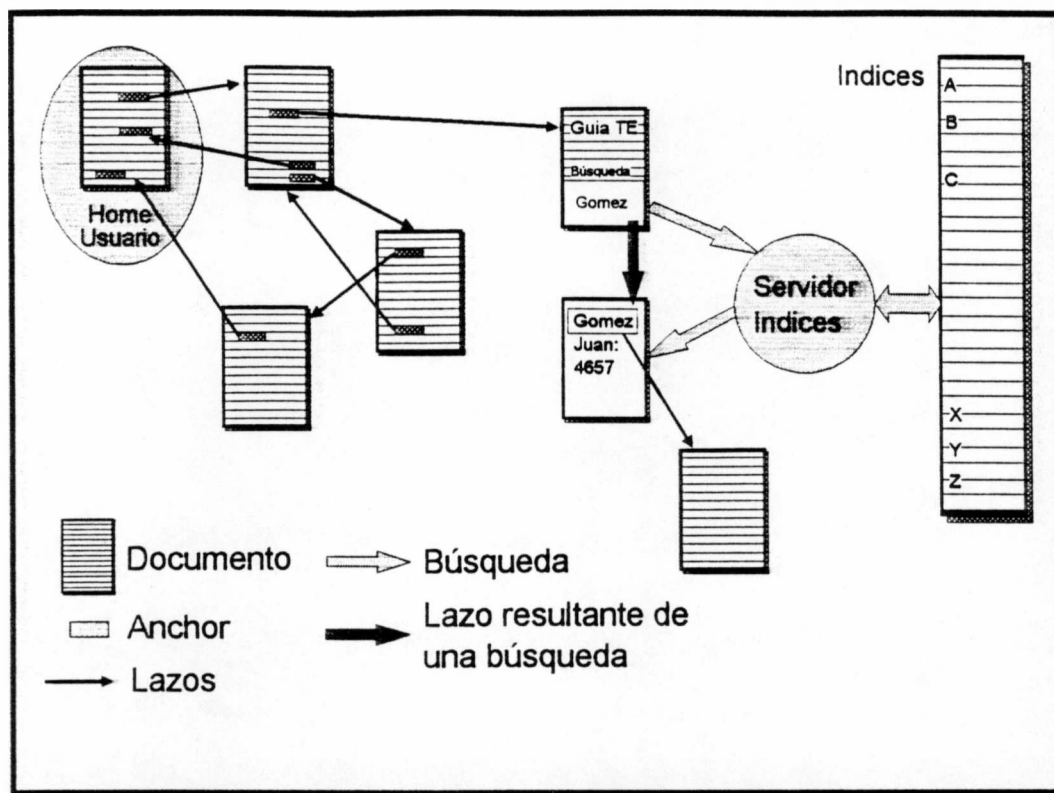 Home
Usuario
Guia TE
Búsqueda
Gomez
Gomez
Juan:
4657
Servidor
Indices
Indices
A
B
C
X
Y
Z
Documento
Anchor
Lazos
Búsqueda
Lazo resultante de
una búsqueda